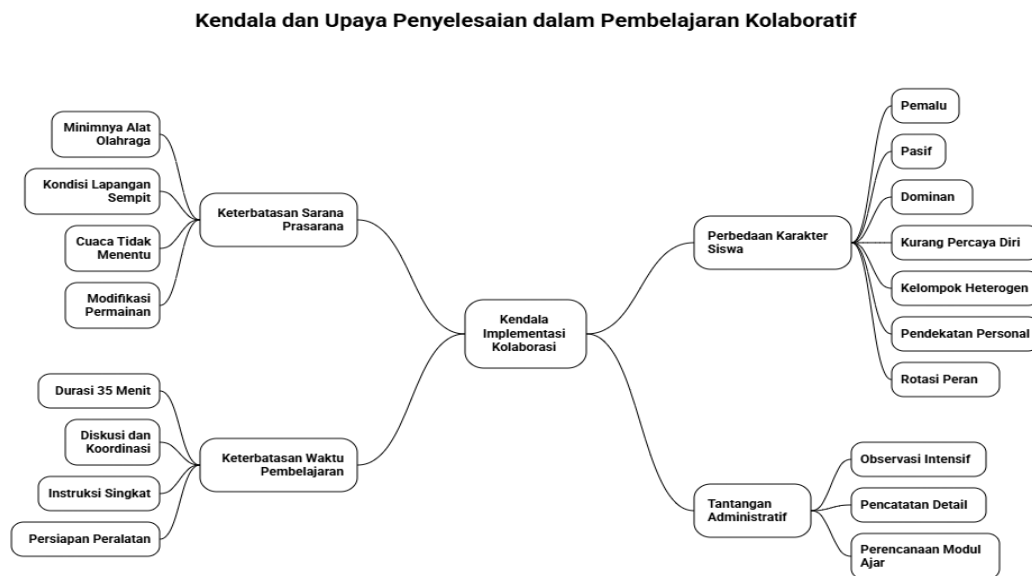 Kendala dan Upaya Penyelesaian dalam Pembelajaran Kolaboratif
Minimnya Alat
Olahraga
Kondisi Lapangan
Sempit
Cuaca Tidak
Menentu
Modifikasi
Permainan
Keterbatasan Sarana
Prasarana
Durasi 35 Menit
Diskusi dan
Koordinasi
Instruksi Singkat
Persiapan Peralatan
Keterbatasan Waktu
Pembelajaran
Kendala
Implementasi
Kolaborasi
Perbedaan Karakter
Siswa
Pemalu
Pasif
Dominan
Kurang Percaya Diri
Kelompok Heterogen
Pendekatan Personal
Rotasi Peran
Tantangan
Administratif
Observasi Intensif
Pencatatan Detail
Perencanaan Modul
Ajar